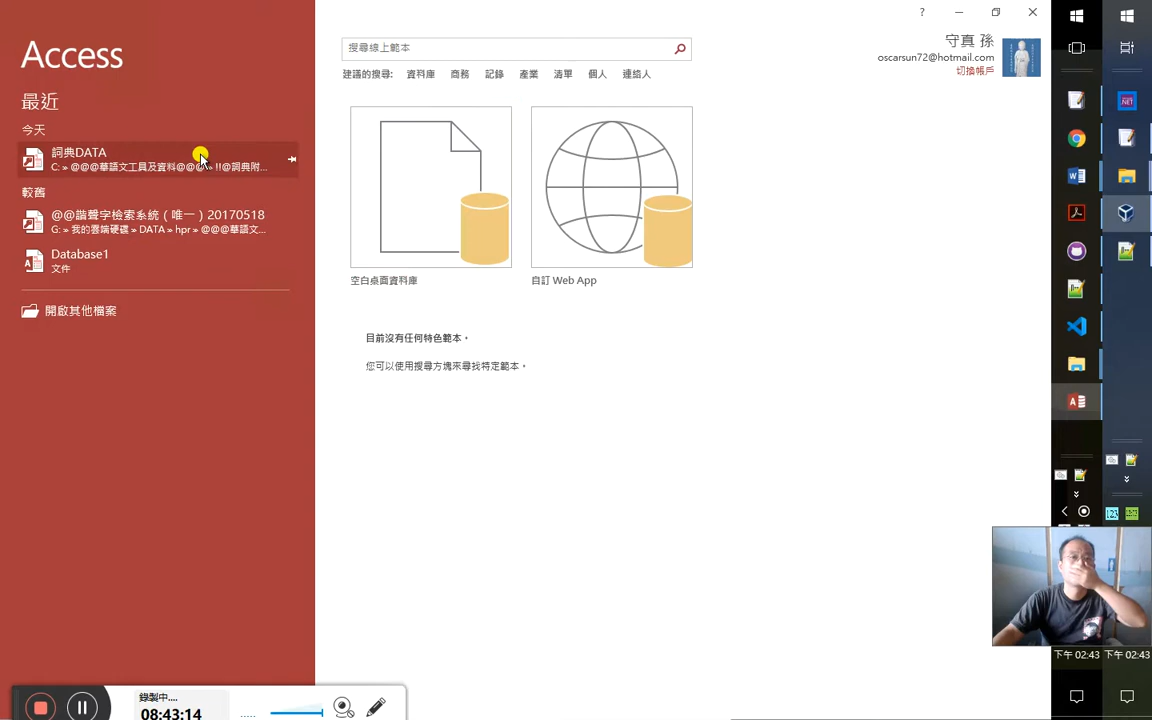 Access
最近
今天
詞典DATA
C: » @@@華語文工具及資料@@@ » !!@詞典附...
較舊
@@諧聲字檢索系統（唯一）20170518
G: » 我的雲端硬碟 » DATA » hpr » @@@華語文...
Database1
文件
開啟其他檔案
搜尋線上範本
建議的搜尋: 資料庫 商務 記錄 產業 清單 個人 連絡人
守真 孫
oscarsun72@hotmail.com
切換帳戶
空白桌面資料庫
自訂 Web App
目前沒有任何特色範本。
您可以使用搜尋方塊來尋找特定範本。
下午 02:43 下午 02:43
錄製中....
08:43:14